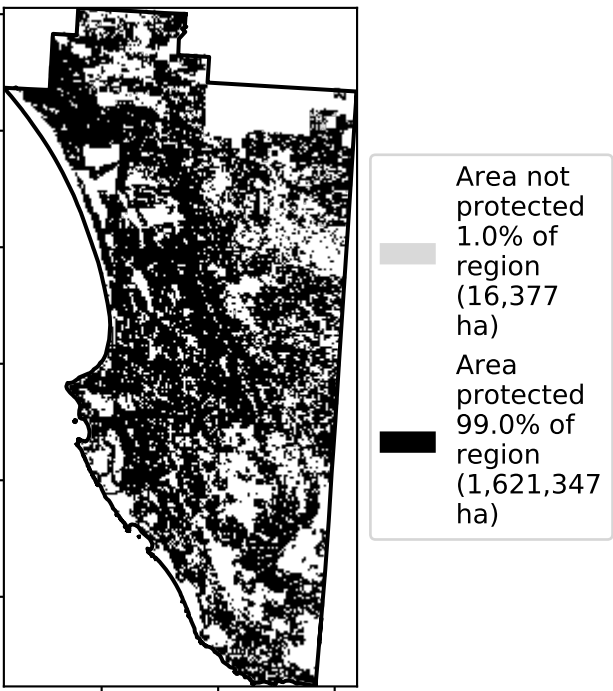 Area not
protected
1.0% of
region
(16,377
ha)
Area
protected
99.0% of
region
(1,621,347
ha)